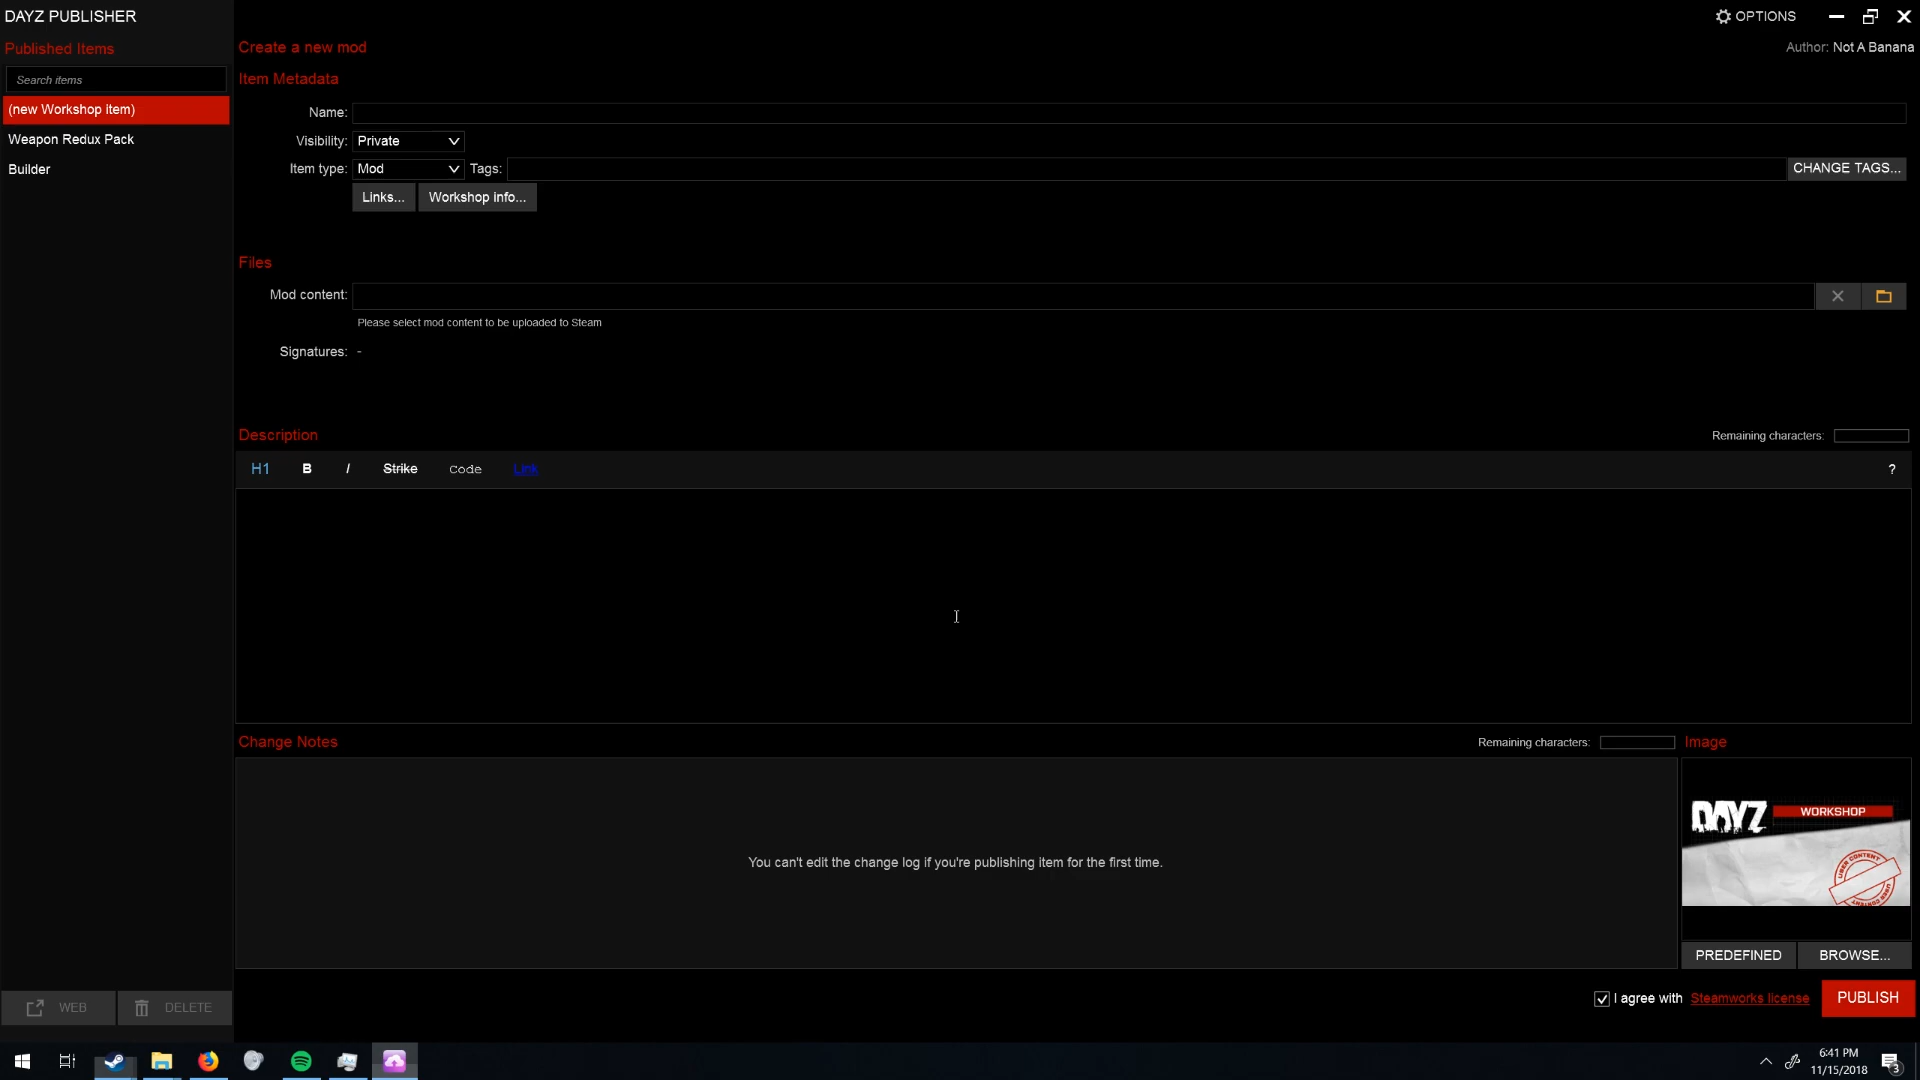 DAYZ PUBLISHER
OPTIONS
Published Items
Create a new mod
Author: Not A Banana
Search items
Item Metadata
(new Workshop item)
Name:
Weapon Redux Pack
Visibility: Private
Builder
Item type: Mod Tags: CHANGE TAGS...
Links... Workshop info...
Files
Mod content:
Please select mod content to be uploaded to Steam
Signatures: -
Description
Remaining characters:
H1 B I Strike Code Link ?
Change Notes
Remaining characters:
Image
DAYZ WORKSHOP
USER CONTENT
You can't edit the change log if you're publishing item for the first time.
PREDEFINED BROWSE...
I agree with Steamworks license PUBLISH
WEB DELETE
6:41 PM
11/15/2018
3